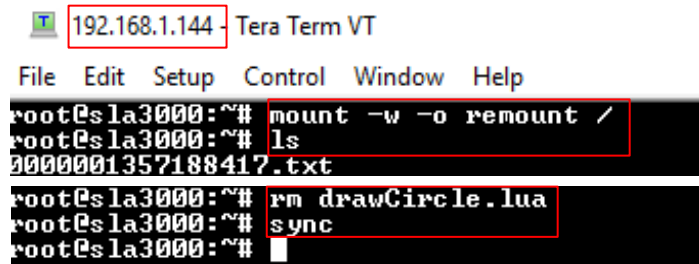 192.168.1.144 - Tera Term VT
File Edit Setup Control Window Help
root@sla3000:~# mount -w -o remount /
root@sla3000:~# ls
0000001357188417.txt
root@sla3000:~# rm drawCircle.lua
root@sla3000:~# sync
root@sla3000:~#